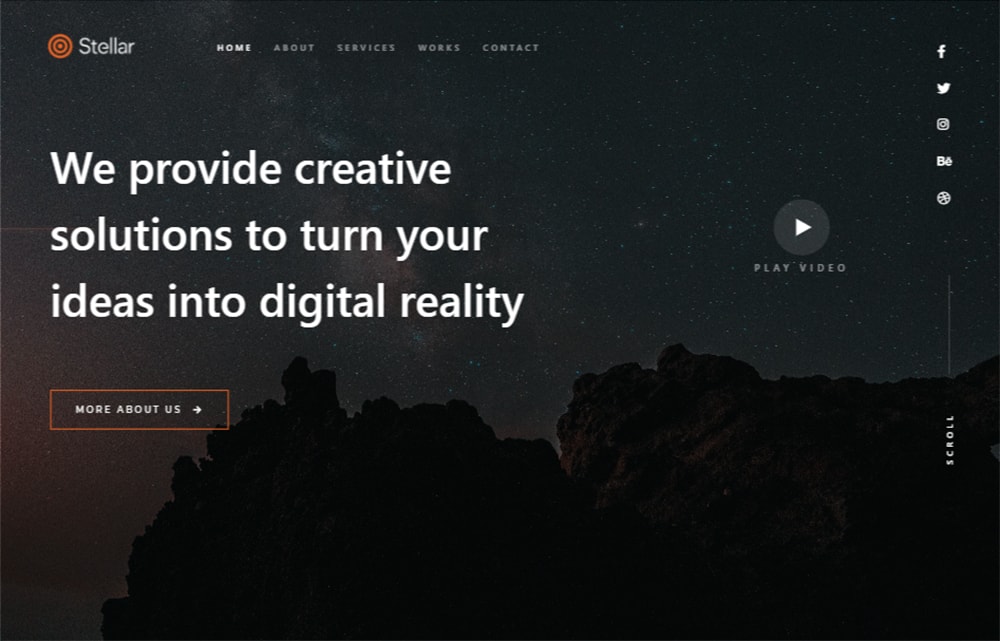 Stellar
HOME ABOUT SERVICES WORKS CONTACT
We provide creative
solutions to turn your
ideas into digital reality
MORE ABOUT US
PLAY VIDEO
Bē
SCROLL